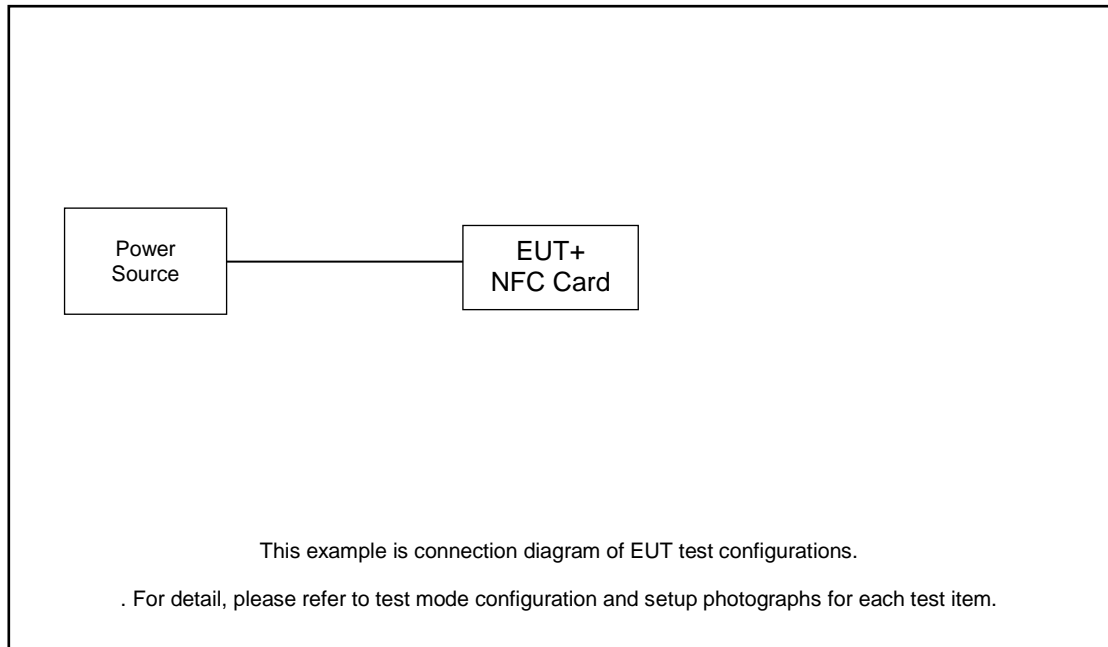 Power
Source
EUT+
NFC Card
This example is connection diagram of EUT test configurations.
. For detail, please refer to test mode configuration and setup photographs for each test item.